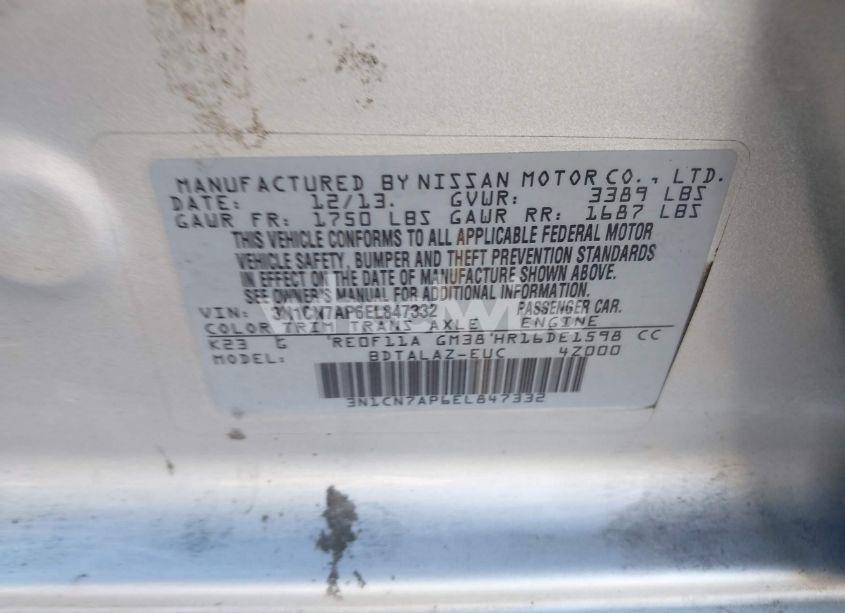 MANUFACTURED BY NISSAN MOTOR CO., LTD.
DATE: 12/13. GVWR: 3389 LBS
GAWR FR: 1750 LBS GAWR RR: 1687 LBS
THIS VEHICLE CONFORMS TO ALL APPLICABLE FEDERAL MOTOR
VEHICLE SAFETY, BUMPER AND THEFT PREVENTION STANDARDS
IN EFFECT ON THE DATE OF MANUFACTURE SHOWN ABOVE.
SEE OWNER'S MANUAL FOR ADDITIONAL INFORMATION.
VIN: 3N1CN7AP6EL847332 PASSENGER CAR.
COLOR TRIM TRANS AXLE ENGINE
K23 G RE0F11A GM38 HR16DE1598 CC
MODEL: BDTALAZ-EUC 4Z000
3N1CN7AP6EL847332